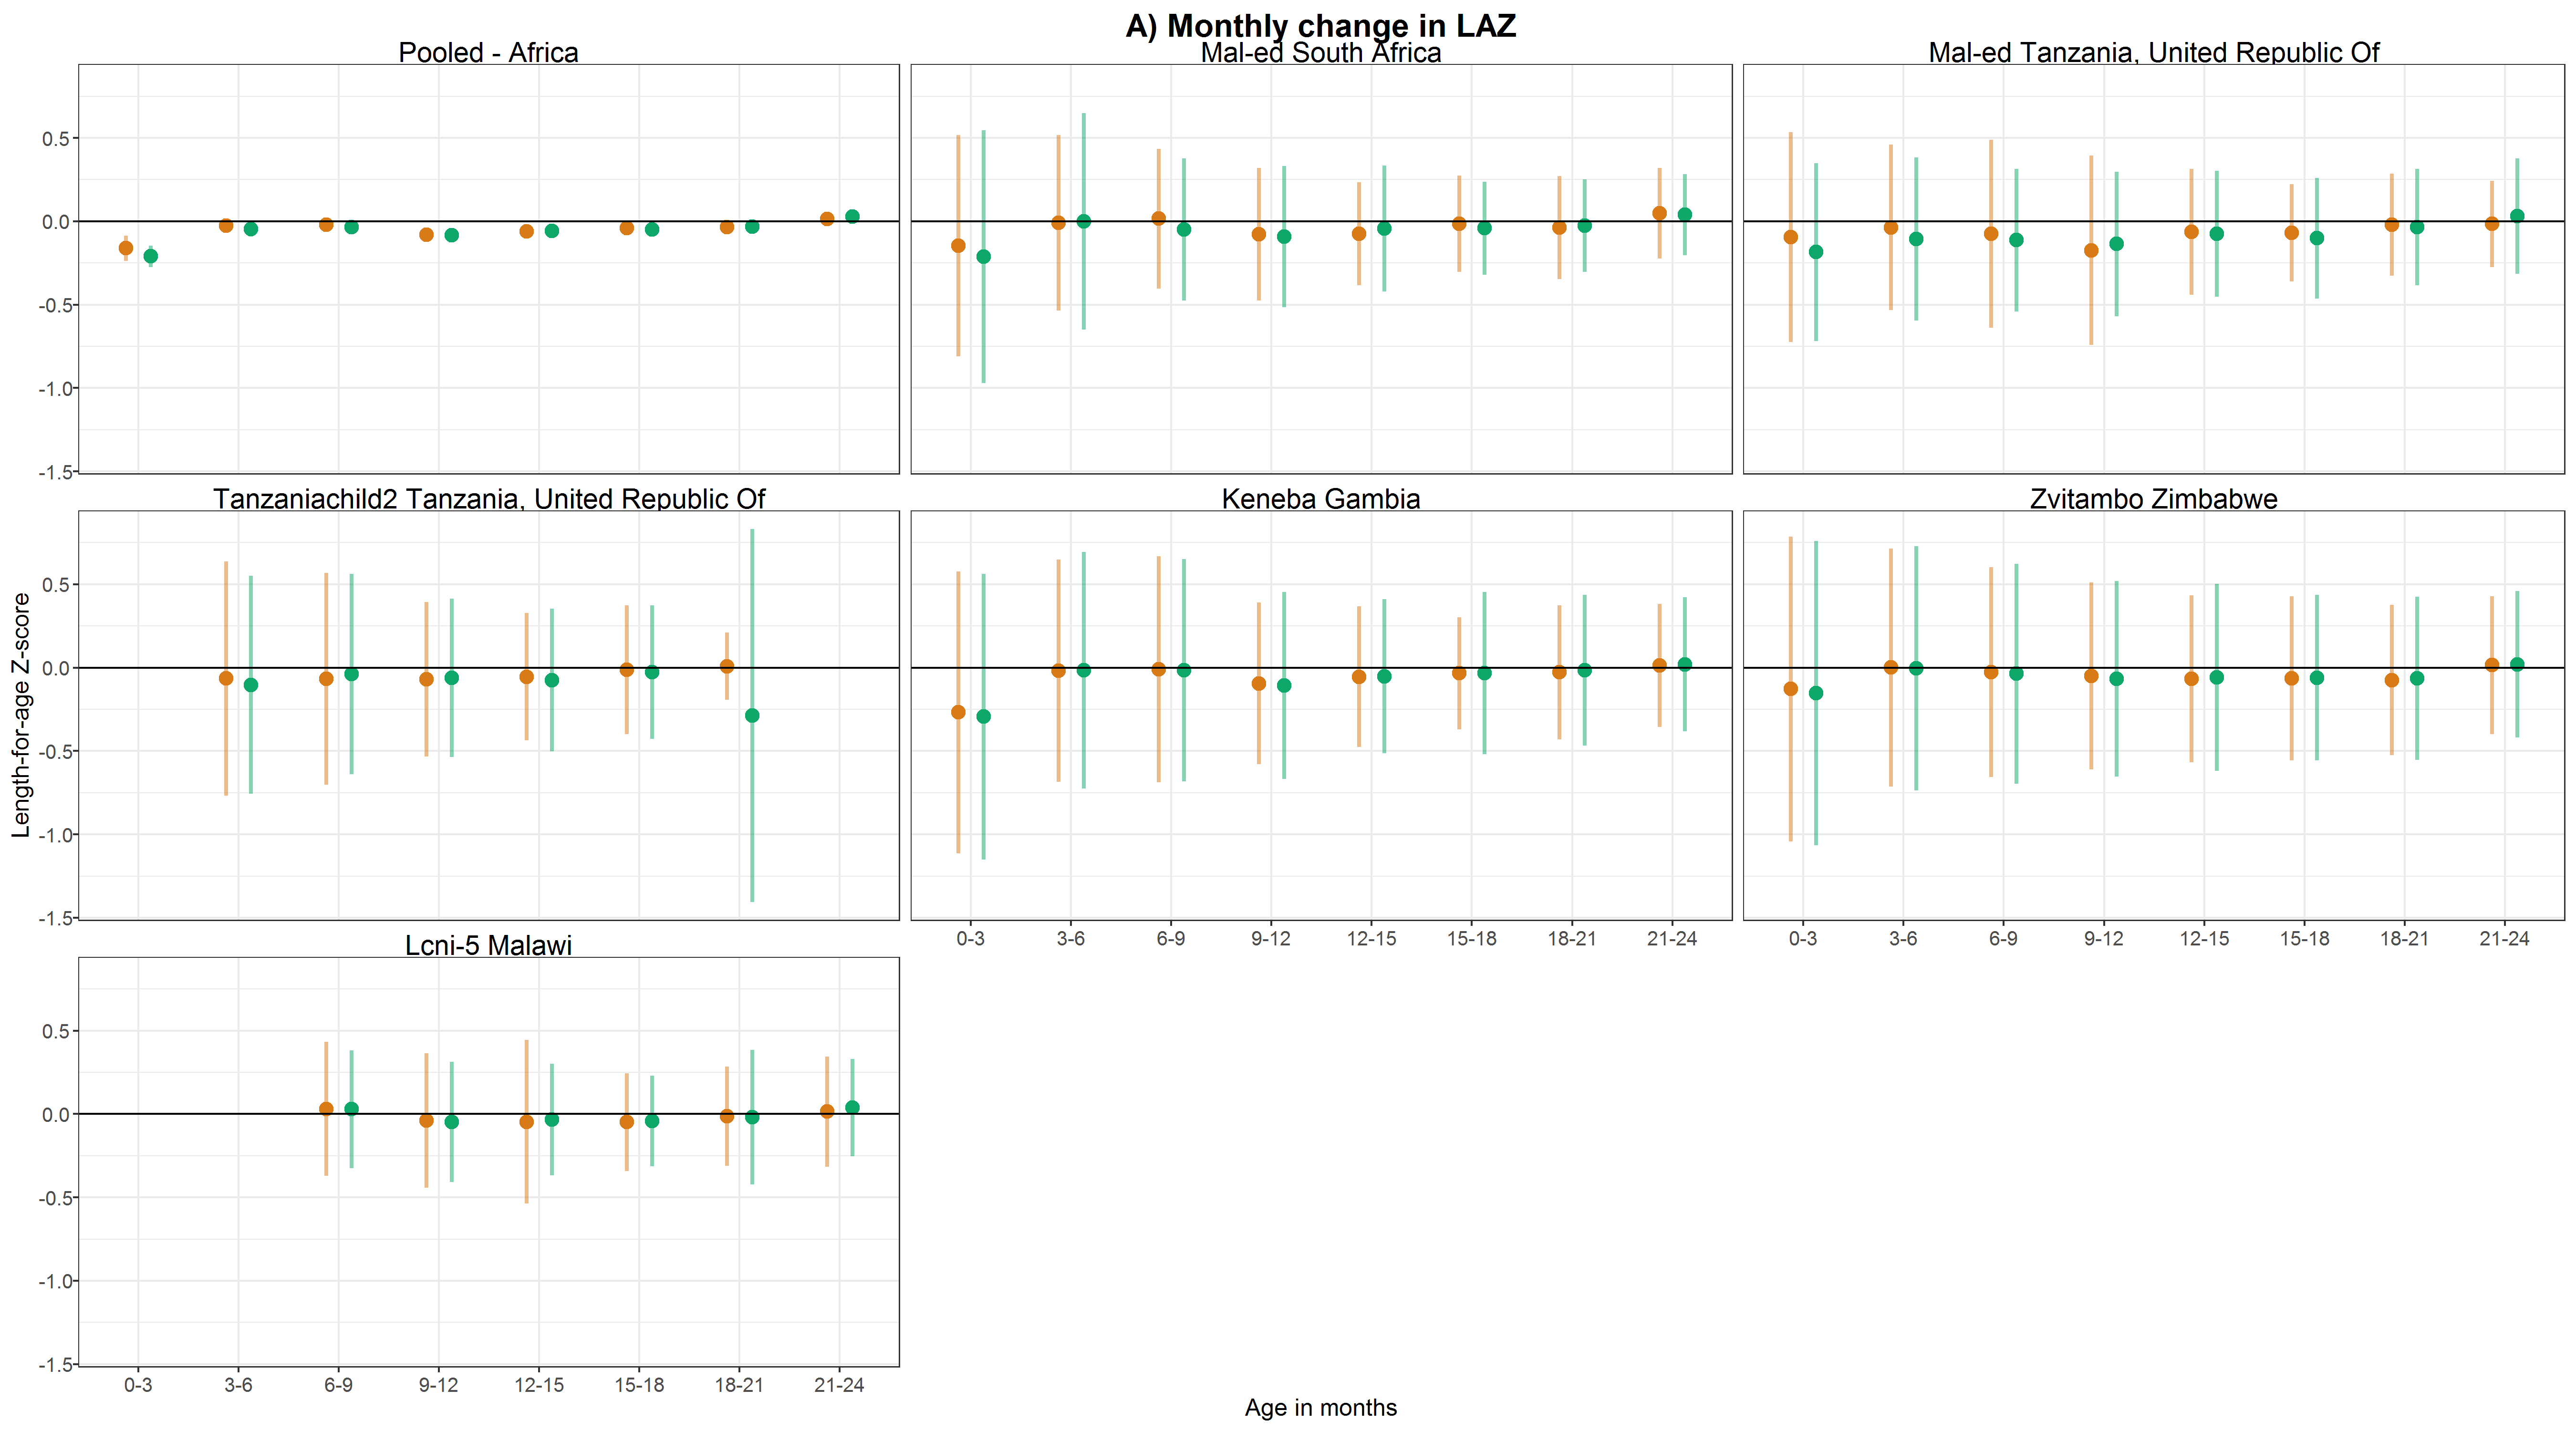 A) Monthly change in LAZ
Pooled - Africa
Mal-ed South Africa
Mal-ed Tanzania, United Republic Of
0.5
0.0
-0.5
-1.0
-1.5
Tanzaniachild2 Tanzania, United Republic Of
Keneba Gambia
Zvitambo Zimbabwe
Length-for-age Z-score
0.5
0.0
-0.5
-1.0
-1.5
0-3 3-6 6-9 9-12 12-15 15-18 18-21 21-24
0-3 3-6 6-9 9-12 12-15 15-18 18-21 21-24
Lcni-5 Malawi
0.5
0.0
-0.5
-1.0
-1.5
0-3 3-6 6-9 9-12 12-15 15-18 18-21 21-24
Age in months